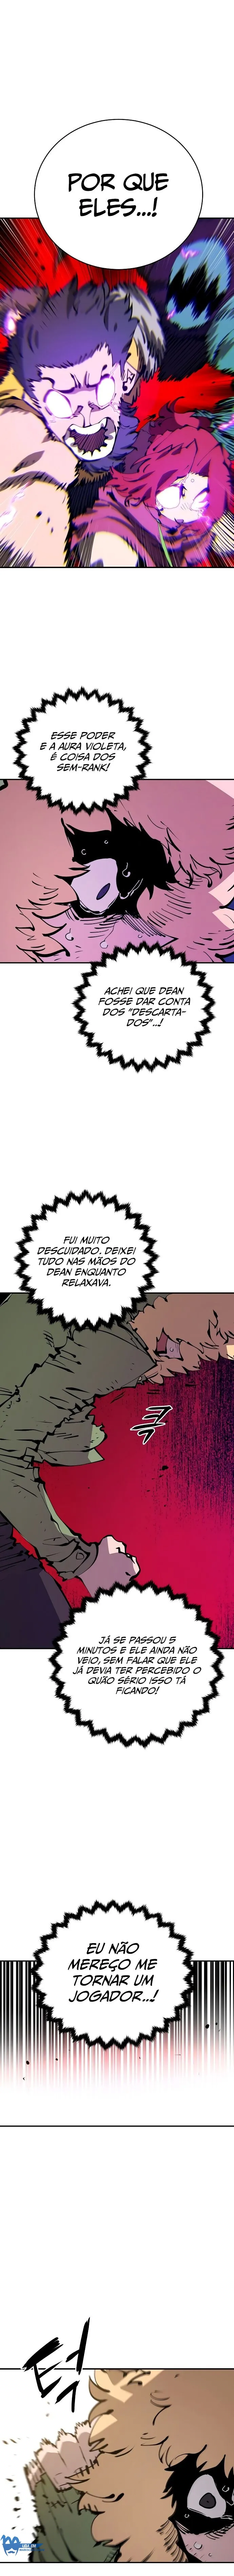 POR QUE
ELES...!
ESSE PODER
E A AURA VIOLETA,
É COISA DOS
SEM-RANK!
ACHEI QUE DEAN
FOSSE DAR CONTA
DOS "DESCARTA-
DOS"...!
FUI MUITO
DESCUIDADO. DEIXEI
TUDO NAS MÃOS DO
DEAN ENQUANTO
RELAXAVA.
JÁ SE PASSOU 5
MINUTOS E ELE AINDA NÃO
VEIO, SEM FALAR QUE ELE
JÁ DEVIA TER PERCEBIDO O
QUÃO SÉRIO ISSO TÁ
FICANDO!
EU NÃO
MEREÇO ME
TORNAR UM
JOGADOR...!